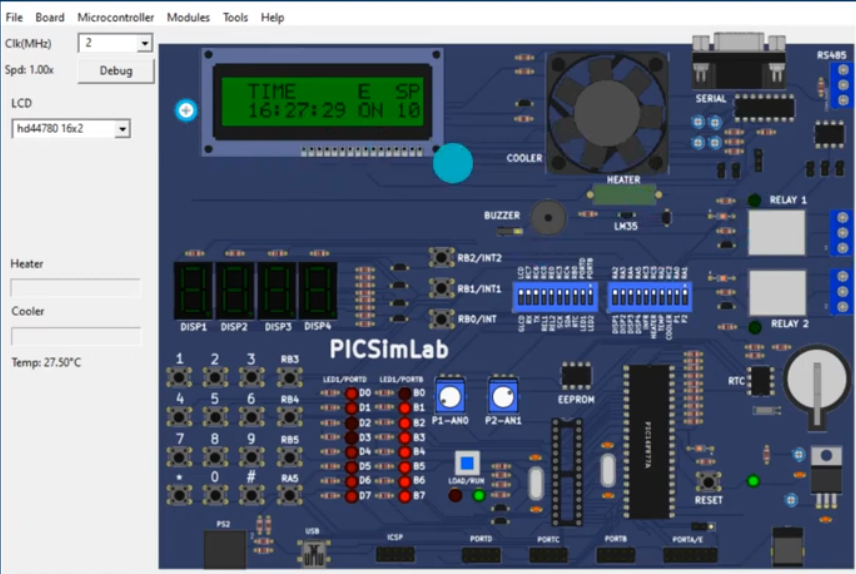 File Board Microcontroller Modules Tools Help
Clk(MHz) 2
Spd: 1.00x Debug
LCD
hd44780 16x2
Heater
Cooler
Temp: 27.50°C
TIME E SP
16:27:29 ON 10
COOLER
HEATER
BUZZER
LM35
SERIAL
RS485
RELAY 1
RELAY 2
RB2/INT2
RB1/INT1
RB0/INT
DISP1 DISP2 DISP3 DISP4
PICSimLab
1 2 3 RB3
4 5 6 RB4
7 8 9 RB5
* 0 # RA5
LED1/PORTD LED1/PORTB
D0 B0
D1 B1
D2 B2
D3 B3
D4 B4
D5 B5
D6 B6
D7 B7
P1-AN0 P2-AN1
EEPROM
PIC16F877A
RTC
LOAD/RUN
RESET
PS2
USB
ICSP
PORTD
PORTC
PORTB
PORTA/E